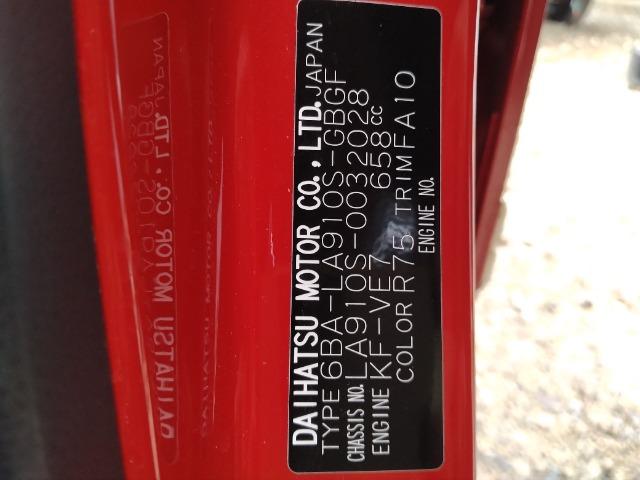 DAIHATSU MOTOR CO., LTD. JAPAN
TYPE 6BA-LA910S-GBGF
CHASSIS NO. LA910S-0032028
ENGINE KF-VE7 658cc
COLOR R75 TRIM FA10
ENGINE NO.